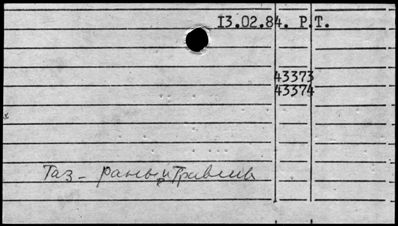 13.02.84. P.T.
43373
43374
Таз - раны и травмы